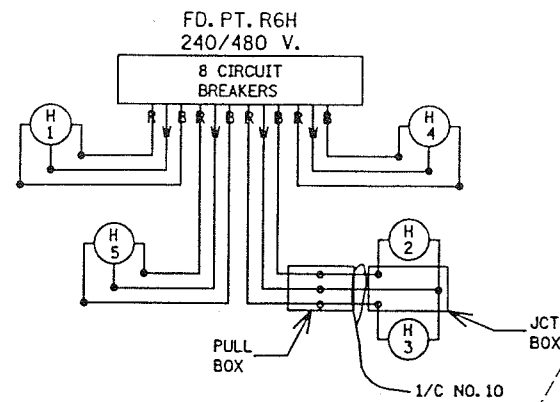 FD. PT. R6H
240/480 V.
8 CIRCUIT
BREAKERS
R W B R W B R W B R W B
H
1
H
4
H
5
H
2
H
3
PULL
BOX
JCT
BOX
1/C NO. 10